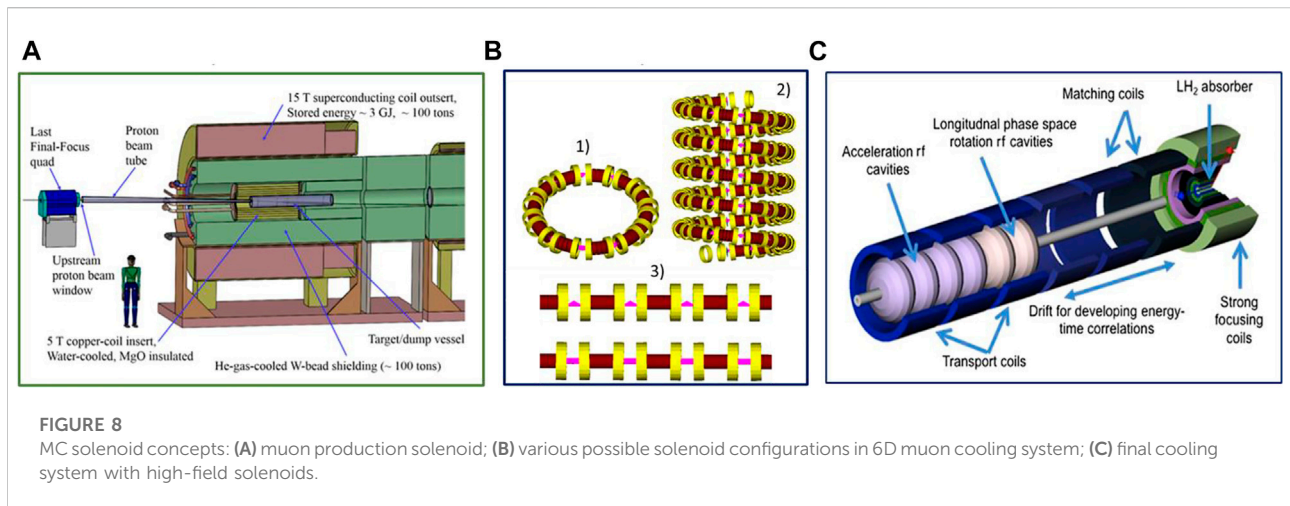 A
15 T superconducting coil outsert,
Stored energy ~ 3 GJ, ~ 100 tons
Last
Final-Focus
quad
Proton
beam
tube
Upstream
proton beam
window
5 T copper-coil insert,
Water-cooled, MgO insulated
Target/dump vessel
He-gas-cooled W-bead shielding (~ 100 tons)
B
1)
2)
3)
C
LH2 absorber
Matching coils
Longitudnal phase space
rotation rf cavities
Acceleration rf
cavities
Drift for developing energy-
time correlations
Transport coils
Strong
focusing
coils
FIGURE 8
MC solenoid concepts: (A) muon production solenoid; (B) various possible solenoid configurations in 6D muon cooling system; (C) final cooling
system with high-field solenoids.